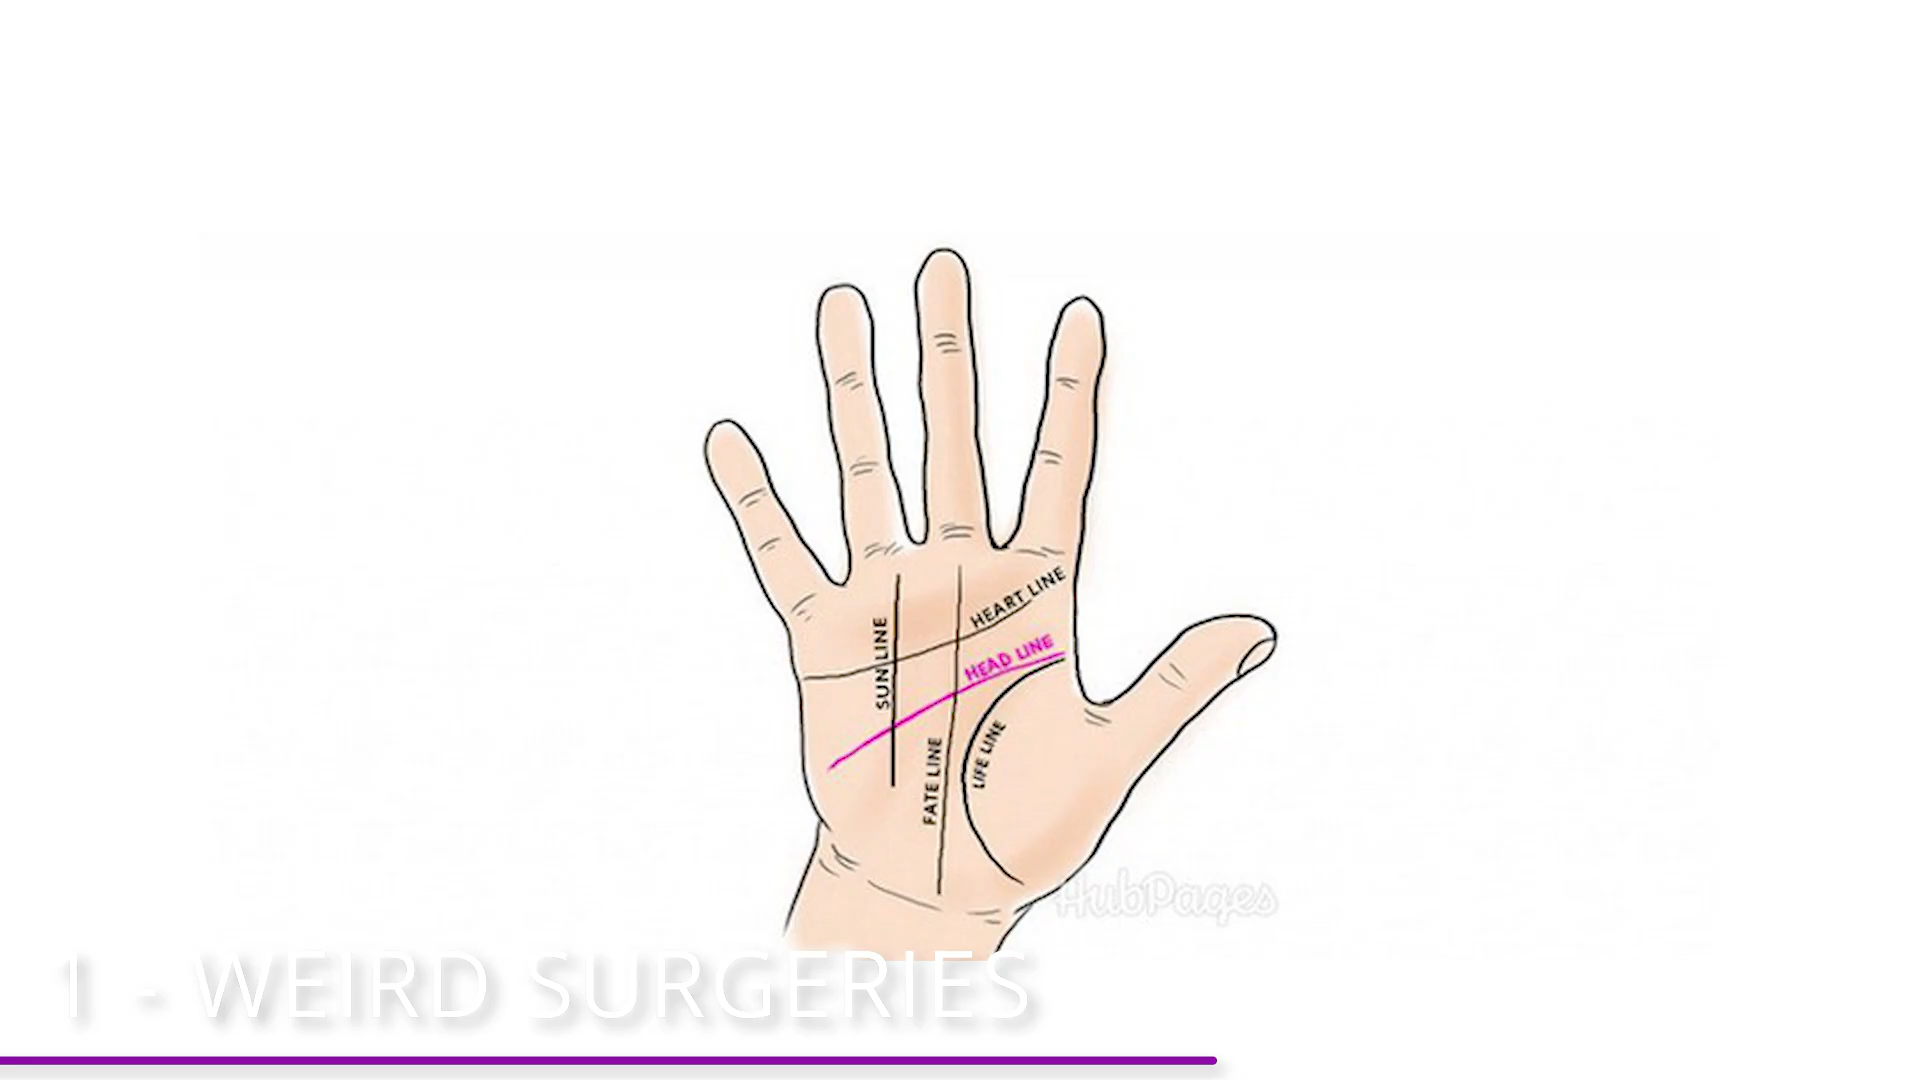 HEART LINE
SUN LINE
HEAD LINE
LIFE LINE
FATE LINE
HubPages
1 - WEIRD SURGERIES